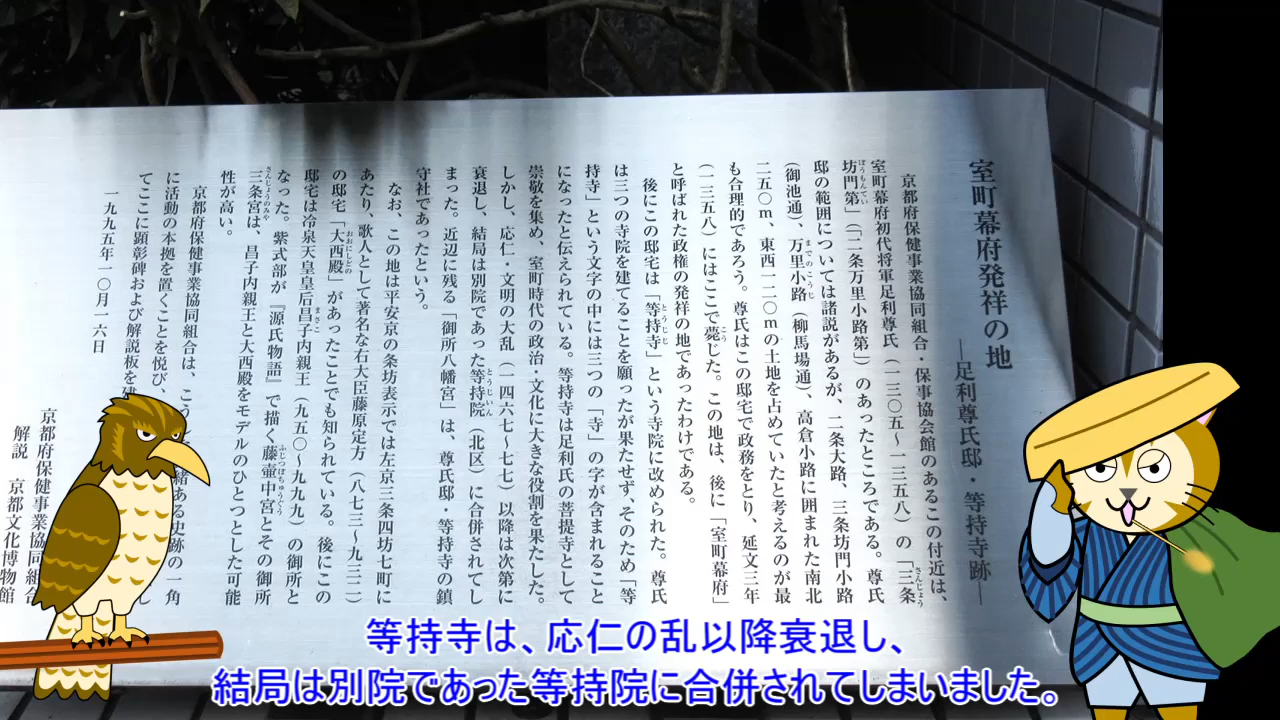 室町幕府発祥の地
―足利尊氏邸・等持寺跡―
京都府保健事業協同組合・保事協会館のあるこの付近は、
室町幕府初代将軍足利尊氏（一三〇五～一三五八）の「三条
坊門第」（「二条万里小路第」）のあったところである。尊氏
邸の範囲については諸説があるが、二条大路、三条坊門小路
（御池通）、万里小路（柳馬場通）、高倉小路に囲まれた南北
二五〇m、東西一二〇mの土地を占めていたと考えるのが最
も合理的であろう。尊氏はこの邸宅で政務をとり、延文三年
（一三五八）にはここで薨じた。この地は、後に「室町幕府」
と呼ばれた政権の発祥の地であったわけである。
後にこの邸宅は「等持寺」という寺院に改められた。尊氏
は三つの寺院を建てることを願ったが果たせず、そのため「等
持寺」という文字の中には三つの「寺」の字が含まれること
になったと伝えられている。等持寺は足利氏の菩提寺として
崇敬を集め、室町時代の政治・文化に大きな役割を果たした。
しかし、応仁・文明の大乱（一四六七～七七）以降は次第に
衰退し、結局は別院であった等持院（北区）に合併されてし
まった。近辺に残る「御所八幡宮」は、尊氏邸・等持寺の鎮
守社であったという。
なお、この地は平安京の条坊表示では左京三条四坊七町に
あたり、歌人として著名な右大臣藤原定方（八七三～九三二）
の邸宅「大西殿」があったことでも知られている。後にこの
邸宅は冷泉天皇皇后昌子内親王（九五〇～九九九）の御所と
なった。紫式部が『源氏物語』で描く藤壷中宮とその御所
三条宮は、昌子内親王と大西殿をモデルのひとつとした可能
性が高い。
京都府保健事業協同組合は、こう
緒ある史跡の一角
に活動の本拠を置くことを悦び、
し
てここに顕彰碑および解説板を建
一九九五年一〇月一六日
京都府保健事業協同組合
解説 京都文化博物館
等持寺は、応仁の乱以降衰退し、
結局は別院であった等持院に合併されてしまいました。